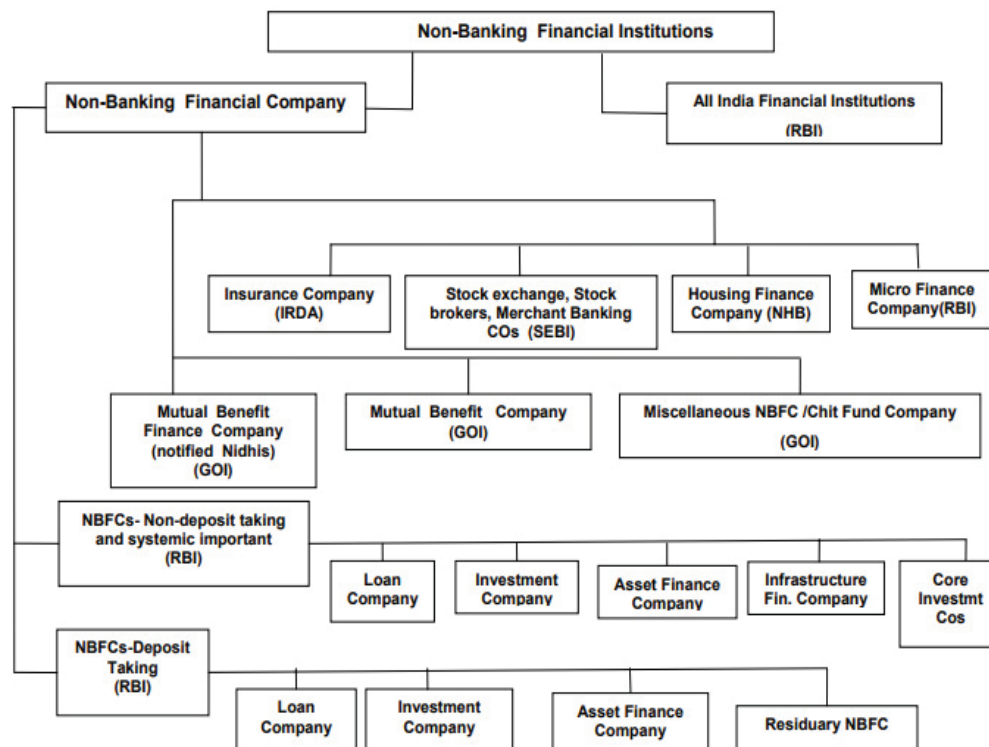 Non-Banking Financial Institutions
Non-Banking Financial Company
All India Financial Institutions
(RBI)
Insurance Company
(IRDA)
Stock exchange, Stock
brokers, Merchant Banking
COs (SEBI)
Housing Finance
Company (NHB)
Micro Finance
Company(RBI)
Mutual Benefit
Finance Company
(notified Nidhis)
(GOI)
Mutual Benefit Company
(GOI)
Miscellaneous NBFC /Chit Fund Company
(GOI)
NBFCs- Non-deposit taking
and systemic important
(RBI)
Loan
Company
Investment
Company
Asset Finance
Company
Infrastructure
Fin. Company
Core
Investmt
Cos
NBFCs-Deposit
Taking
(RBI)
Loan
Company
Investment
Company
Asset Finance
Company
Residuary NBFC